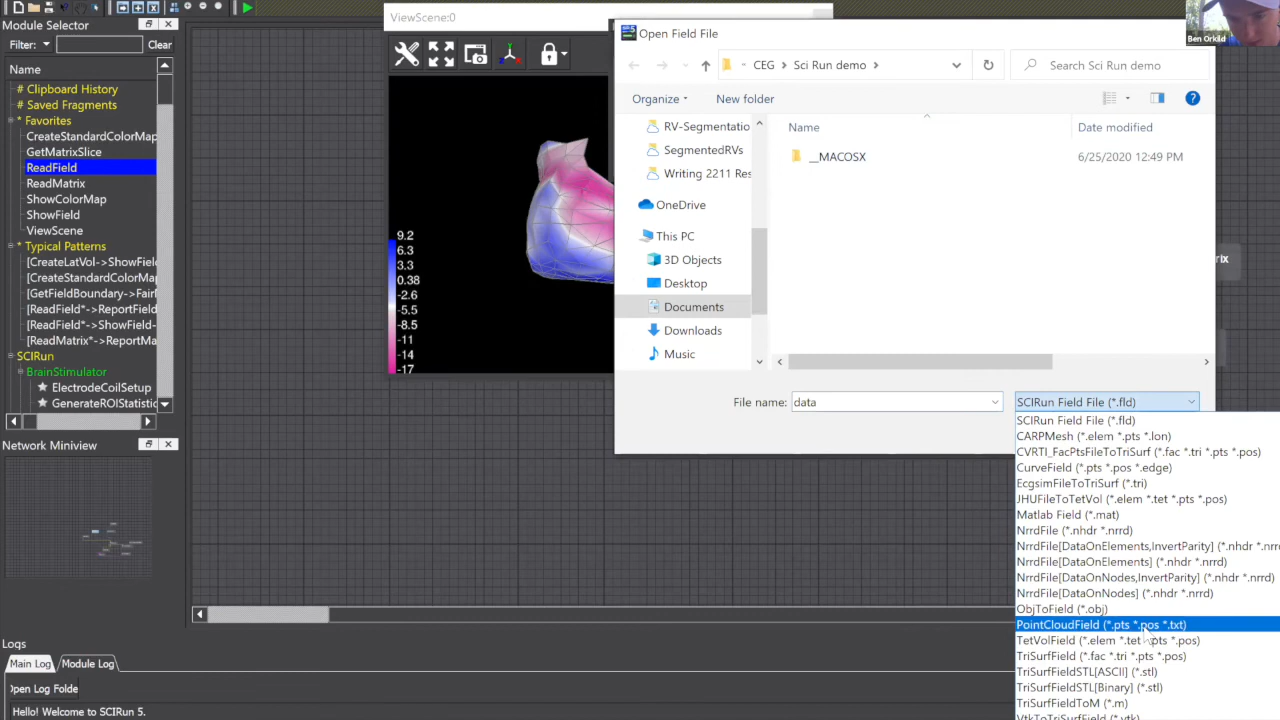 Module Selector
Filter:
Clear
Name
# Clipboard History
# Saved Fragments
* Favorites
CreateStandardColorMap
GetMatrixSlice
ReadField
ReadMatrix
ShowColorMap
ShowField
ViewScene
* Typical Patterns
[CreateLatVol->ShowFie
[CreateStandardColorMa
[GetFieldBoundary->Fair
[ReadField*->ReportField
[ReadField*->ShowField-
[ReadMatrix*->ReportMa
SCIRun
BrainStimulator
ElectrodeCoilSetup
GenerateROIStatistic
Network Miniview
Logs
Main Log
Module Log
Open Log Folde
Hello! Welcome to SCIRun 5.
ViewScene:0
9.2
6.3
3.3
0.38
-2.6
-5.5
-8.5
-11
-14
-17
Open Field File
CEG > Sci Run demo >
Search Sci Run demo
Organize
New folder
RV-Segmentatio
SegmentedRVs
Writing 2211 Res
OneDrive
This PC
3D Objects
Desktop
Documents
Downloads
Music
Name
Date modified
__MACOSX
6/25/2020 12:49 PM
File name:
data
SCIRun Field File (*.fld)
SCIRun Field File (*.fld)
CARPMesh (*.elem *.pts *.lon)
CVRTI_FacPtsFileToTriSurf (*.fac *.tri *.pts *.pos)
CurveField (*.pts *.pos *.edge)
EcgsimFileToTriSurf (*.tri)
JHUFileToTetVol (*.elem *.tet *.pts *.pos)
Matlab Field (*.mat)
NrrdFile (*.nhdr *.nrrd)
NrrdFile[DataOnElements,InvertParity] (*.nhdr *.nrr
NrrdFile[DataOnElements] (*.nhdr *.nrrd)
NrrdFile[DataOnNodes,InvertParity] (*.nhdr *.nrrd)
NrrdFile[DataOnNodes] (*.nhdr *.nrrd)
ObjToField (*.obj)
PointCloudField (*.pts *.pos *.txt)
TetVolField (*.elem *.tet *.pts *.pos)
TriSurfField (*.fac *.tri *.pts *.pos)
TriSurfFieldSTL[ASCII] (*.stl)
TriSurfFieldSTL[Binary] (*.stl)
TriSurfFieldToM (*.m)
VtkToTriSurfField (*.vtk)
rix
Ben Orkild